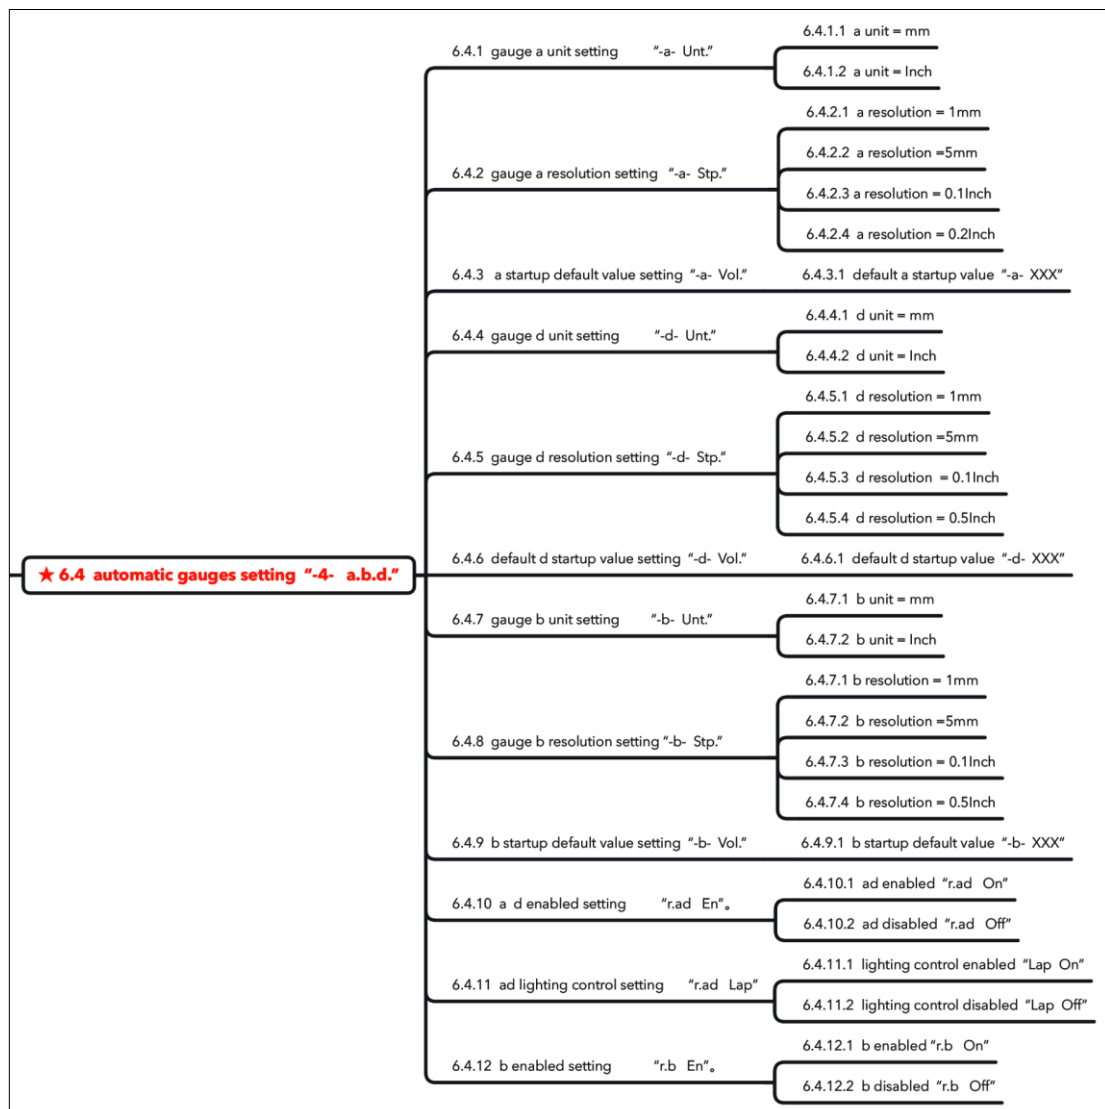 ★ 6.4 automatic gauges setting “-4- a.b.d.”
6.4.1 gauge a unit setting “-a- Unt.”
6.4.1.1 a unit = mm
6.4.1.2 a unit = Inch
6.4.2 gauge a resolution setting “-a- Stp.”
6.4.2.1 a resolution = 1mm
6.4.2.2 a resolution =5mm
6.4.2.3 a resolution = 0.1Inch
6.4.2.4 a resolution = 0.2Inch
6.4.3 a startup default value setting “-a- Vol.”
6.4.3.1 default a startup value “-a- XXX”
6.4.4 gauge d unit setting “-d- Unt.”
6.4.4.1 d unit = mm
6.4.4.2 d unit = Inch
6.4.5 gauge d resolution setting “-d- Stp.”
6.4.5.1 d resolution = 1mm
6.4.5.2 d resolution =5mm
6.4.5.3 d resolution = 0.1Inch
6.4.5.4 d resolution = 0.5Inch
6.4.6 default d startup value setting “-d- Vol.”
6.4.6.1 default d startup value “-d- XXX”
6.4.7 gauge b unit setting “-b- Unt.”
6.4.7.1 b unit = mm
6.4.7.2 b unit = Inch
6.4.8 gauge b resolution setting “-b- Stp.”
6.4.7.1 b resolution = 1mm
6.4.7.2 b resolution =5mm
6.4.7.3 b resolution = 0.1Inch
6.4.7.4 b resolution = 0.5Inch
6.4.9 b startup default value setting “-b- Vol.”
6.4.9.1 b startup default value “-b- XXX”
6.4.10 a d enabled setting “r.ad En”。
6.4.10.1 ad enabled “r.ad On”
6.4.10.2 ad disabled “r.ad Off”
6.4.11 ad lighting control setting “r.ad Lap”
6.4.11.1 lighting control enabled “Lap On”
6.4.11.2 lighting control disabled “Lap Off”
6.4.12 b enabled setting “r.b En”。
6.4.12.1 b enabled “r.b On”
6.4.12.2 b disabled “r.b Off”